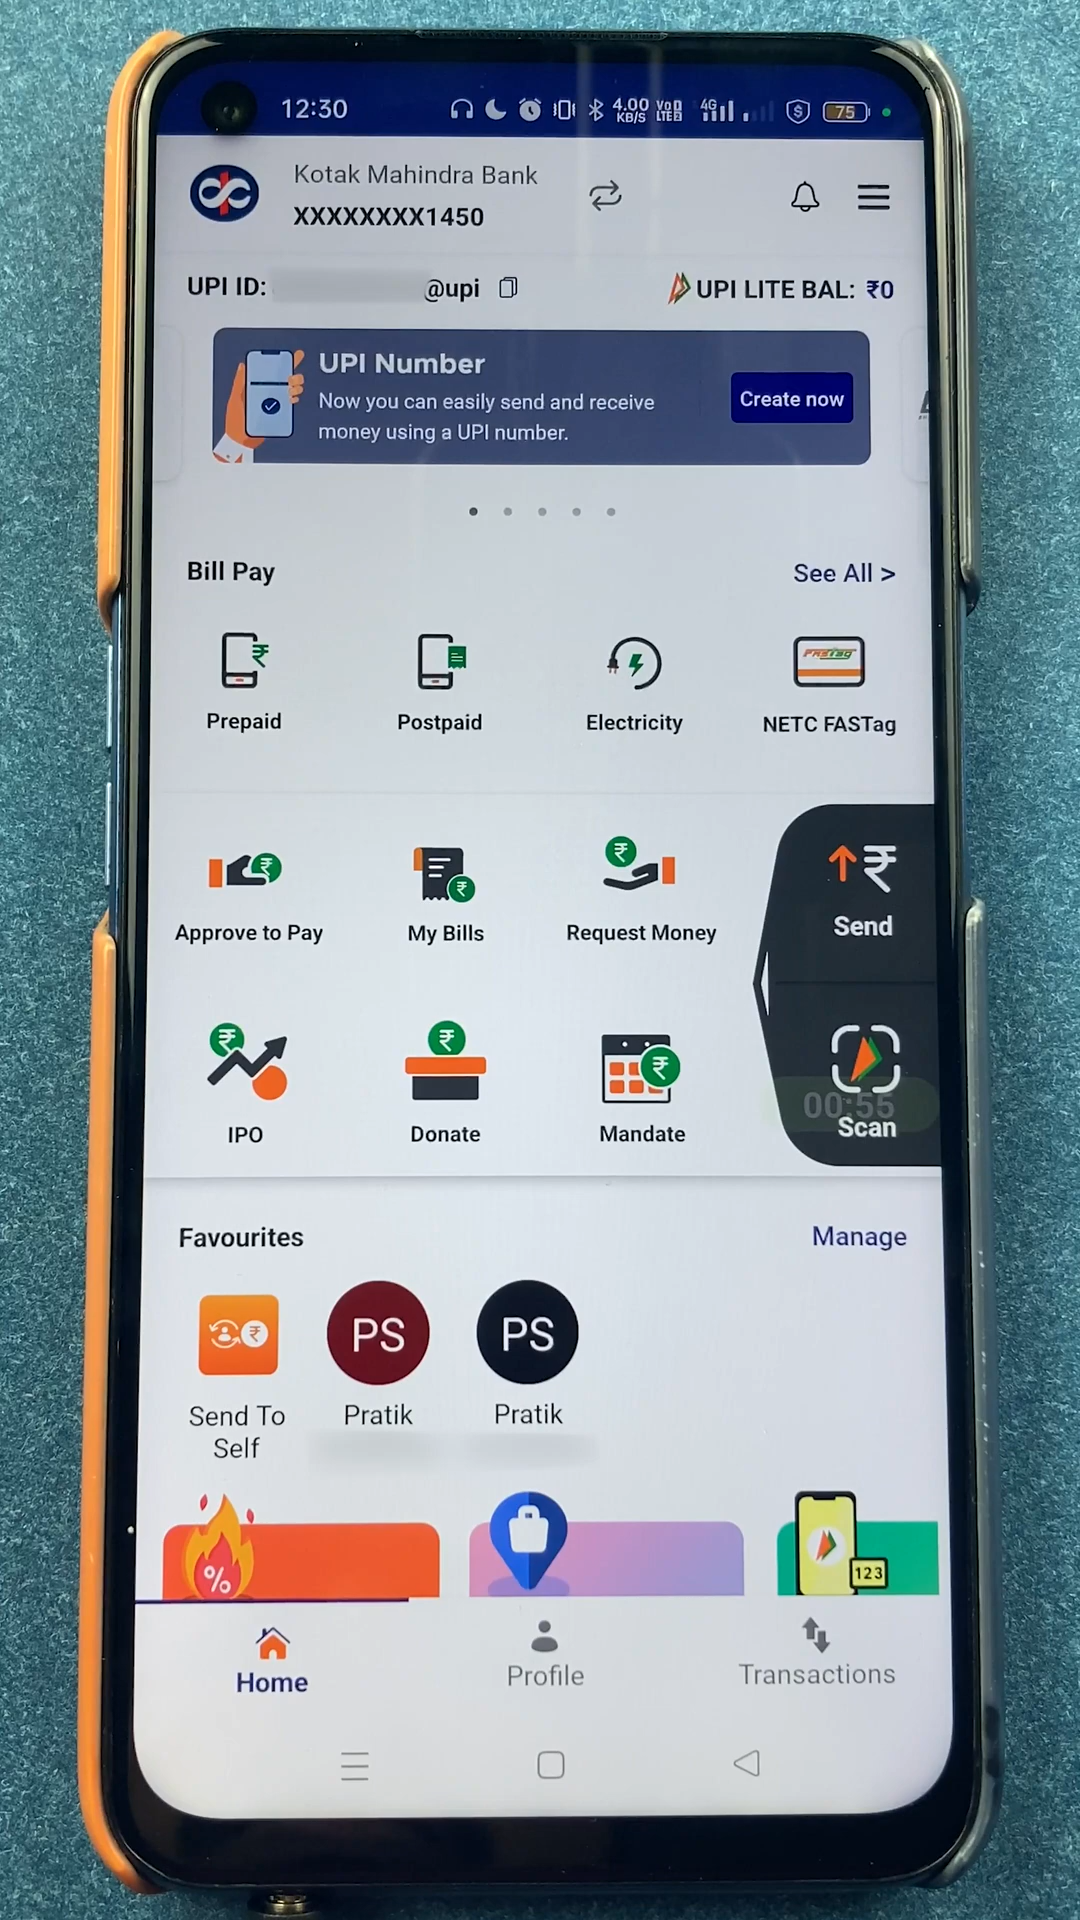 12:30
4.00 KB/S
4G
75
Kotak Mahindra Bank
XXXXXXXX1450
UPI ID: @upi
UPI LITE BAL: ₹0
UPI Number
Now you can easily send and receive
money using a UPI number.
Create now
Bill Pay
See All >
₹
FASTag
Prepaid
Postpaid
Electricity
NETC FASTag
₹
₹
₹
₹
Approve to Pay
My Bills
Request Money
Send
₹
₹
₹
00:55
IPO
Donate
Mandate
Scan
Favourites
Manage
₹
PS
PS
Send To
Self
Pratik
Pratik
%
123
Home
Profile
Transactions